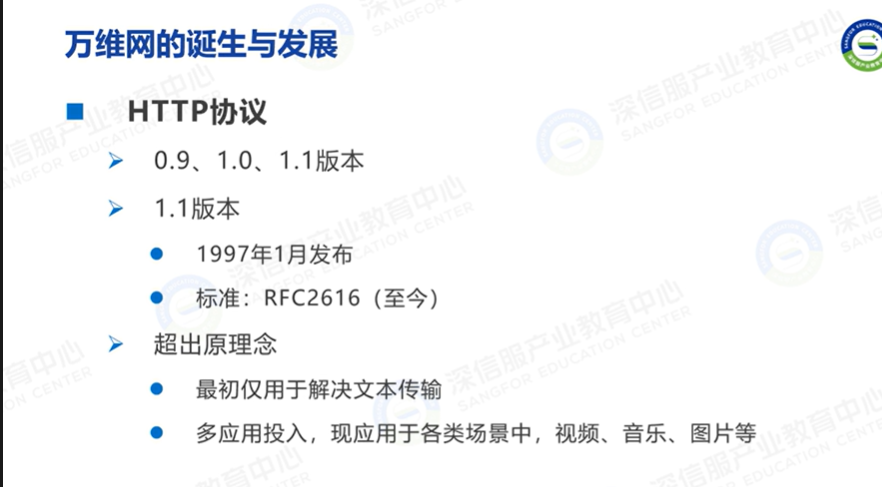 万维网的诞生与发展
HTTP协议
0.9、1.0、1.1版本
1.1版本
1997年1月发布
标准：RFC2616（至今）
超出原理念
最初仅用于解决文本传输
多应用投入，现应用于各类场景中，视频、音乐、图片等
深信服产业教育中心
SANGFOR EDUCATION CENTER